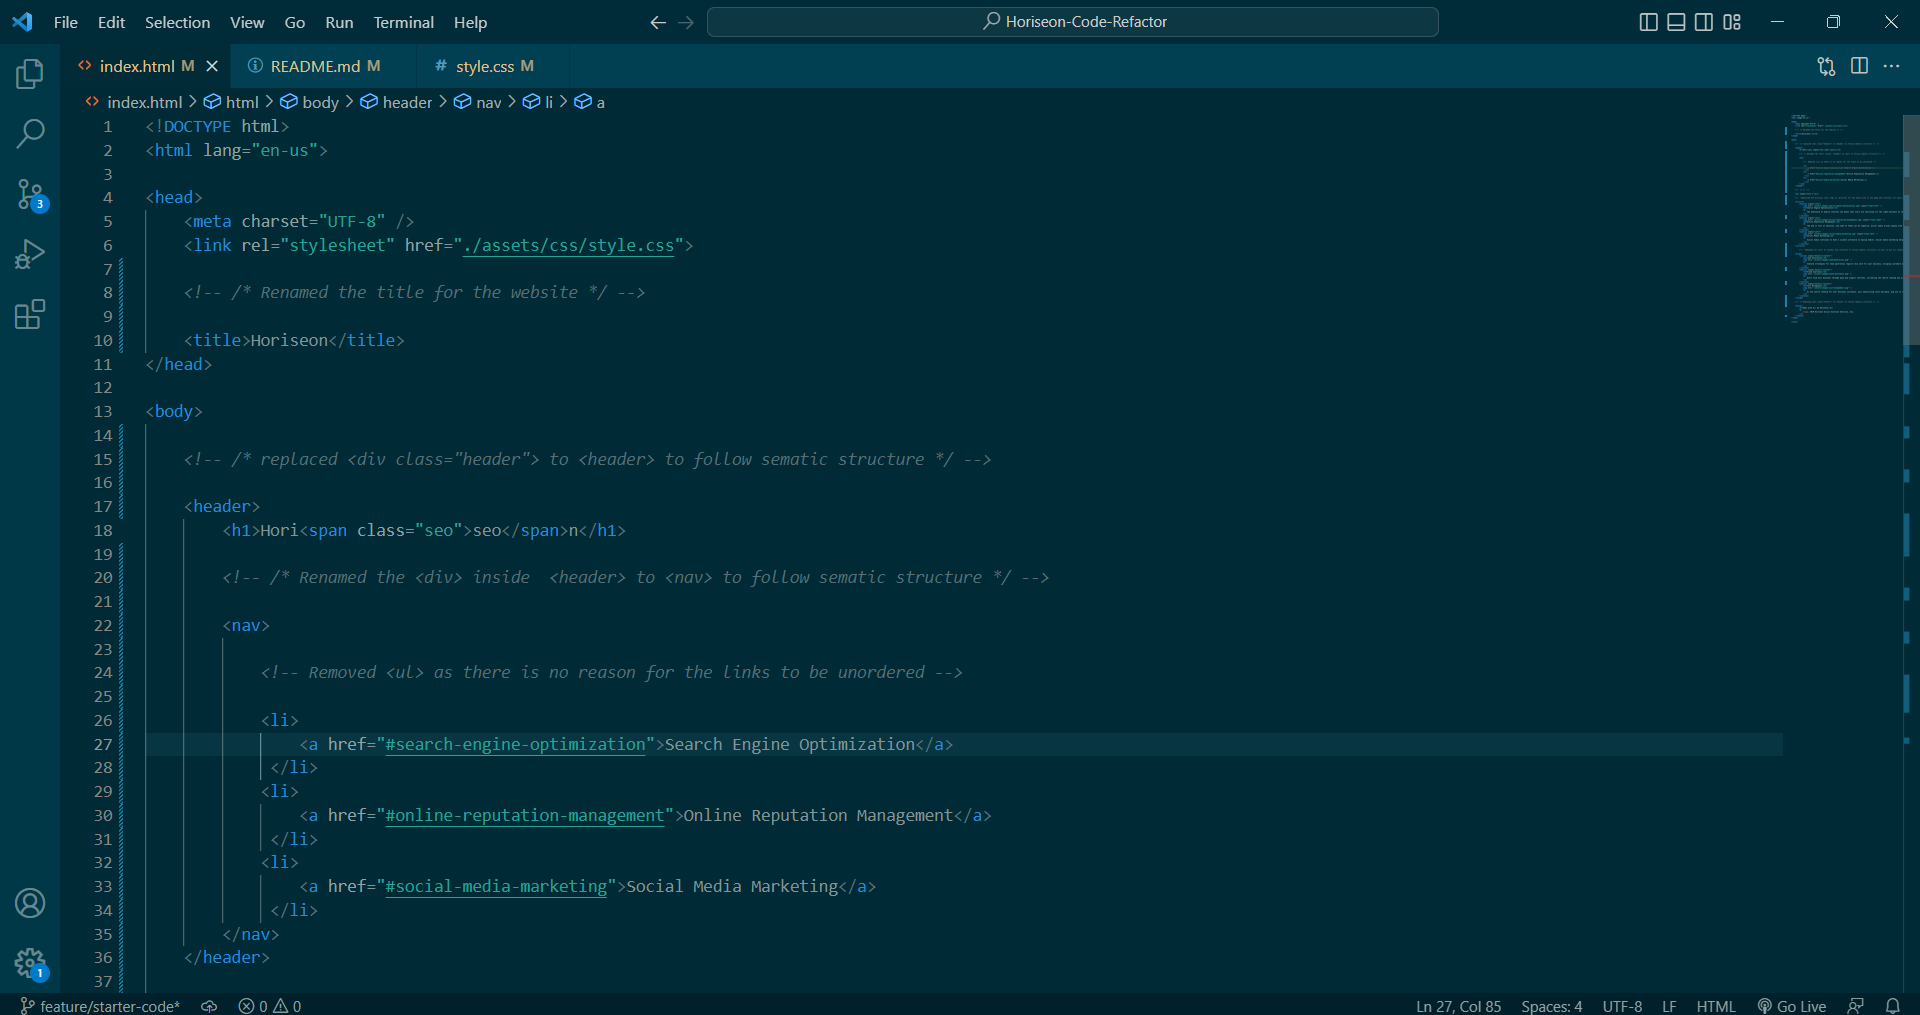 File Edit Selection View Go Run Terminal Help
Horiseon-Code-Refactor
index.html M
README.md M
# style.css M
index.html > html > body > header > nav > li > a
1 <!DOCTYPE html>
2 <html lang="en-us">
3
4 <head>
5 <meta charset="UTF-8" />
6 <link rel="stylesheet" href="./assets/css/style.css">
7
8 <!-- /* Renamed the title for the website */ -->
9
10 <title>Horiseon</title>
11 </head>
12
13 <body>
14
15 <!-- /* replaced <div class="header"> to <header> to follow sematic structure */ -->
16
17 <header>
18 <h1>Hori<span class="seo">seo</span>n</h1>
19
20 <!-- /* Renamed the <div> inside  <header> to <nav> to follow sematic structure */ -->
21
22 <nav>
23
24 <!-- Removed <ul> as there is no reason for the links to be unordered -->
25
26 <li>
27 <a href="#search-engine-optimization">Search Engine Optimization</a>
28 </li>
29 <li>
30 <a href="#online-reputation-management">Online Reputation Management</a>
31 </li>
32 <li>
33 <a href="#social-media-marketing">Social Media Marketing</a>
34 </li>
35 </nav>
36 </header>
37
3
1
feature/starter-code* 0 0 Ln 27, Col 85 Spaces: 4 UTF-8 LF HTML Go Live